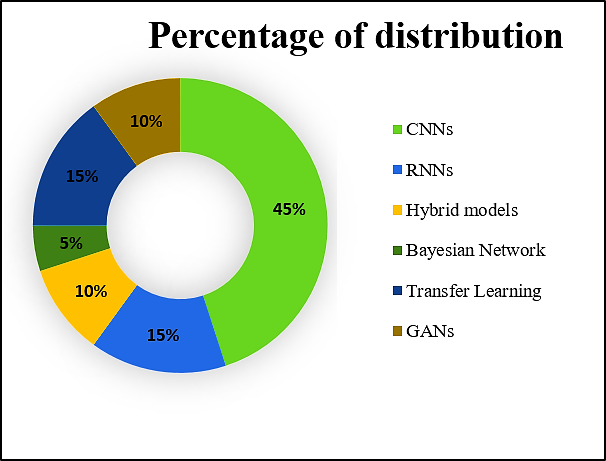 Percentage of distribution
10%
45%
15%
5%
10%
15%
CNNs
RNNs
Hybrid models
Bayesian Network
Transfer Learning
GANs